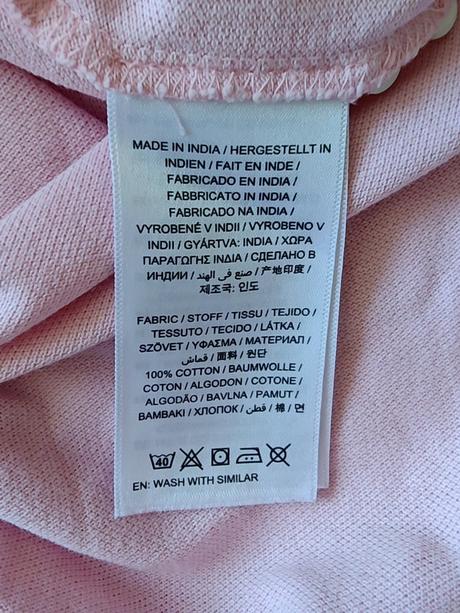 MADE IN INDIA / HERGESTELLT IN
INDIEN / FAIT EN INDE /
FABRICADO EN INDIA /
FABBRICATO IN INDIA /
FABRICADO NA INDIA /
VYROBENÉ V INDII / VYROBENO V
INDII / GYÁRTVA: INDIA / ΧΩΡΑ
ΠΑΡΑΓΩΓΗΣ ΙΝΔΙΑ / СДЕЛАНО В
ИНДИИ / صنع في الهند / 产地印度 /
제조국: 인도
FABRIC / STOFF / TISSU / TEJIDO /
TESSUTO / TECIDO / LÁTKA /
SZÖVET / ΥΦΑΣΜΑ / МАТЕРИАЛ /
قماش / 面料 / 원단
100% COTTON / BAUMWOLLE /
COTON / ALGODON / COTONE /
ALGODÃO / BAVLNA / PAMUT /
BAMBAKI / ХЛОПОК / قطن / 棉 / 면
40
EN: WASH WITH SIMILAR